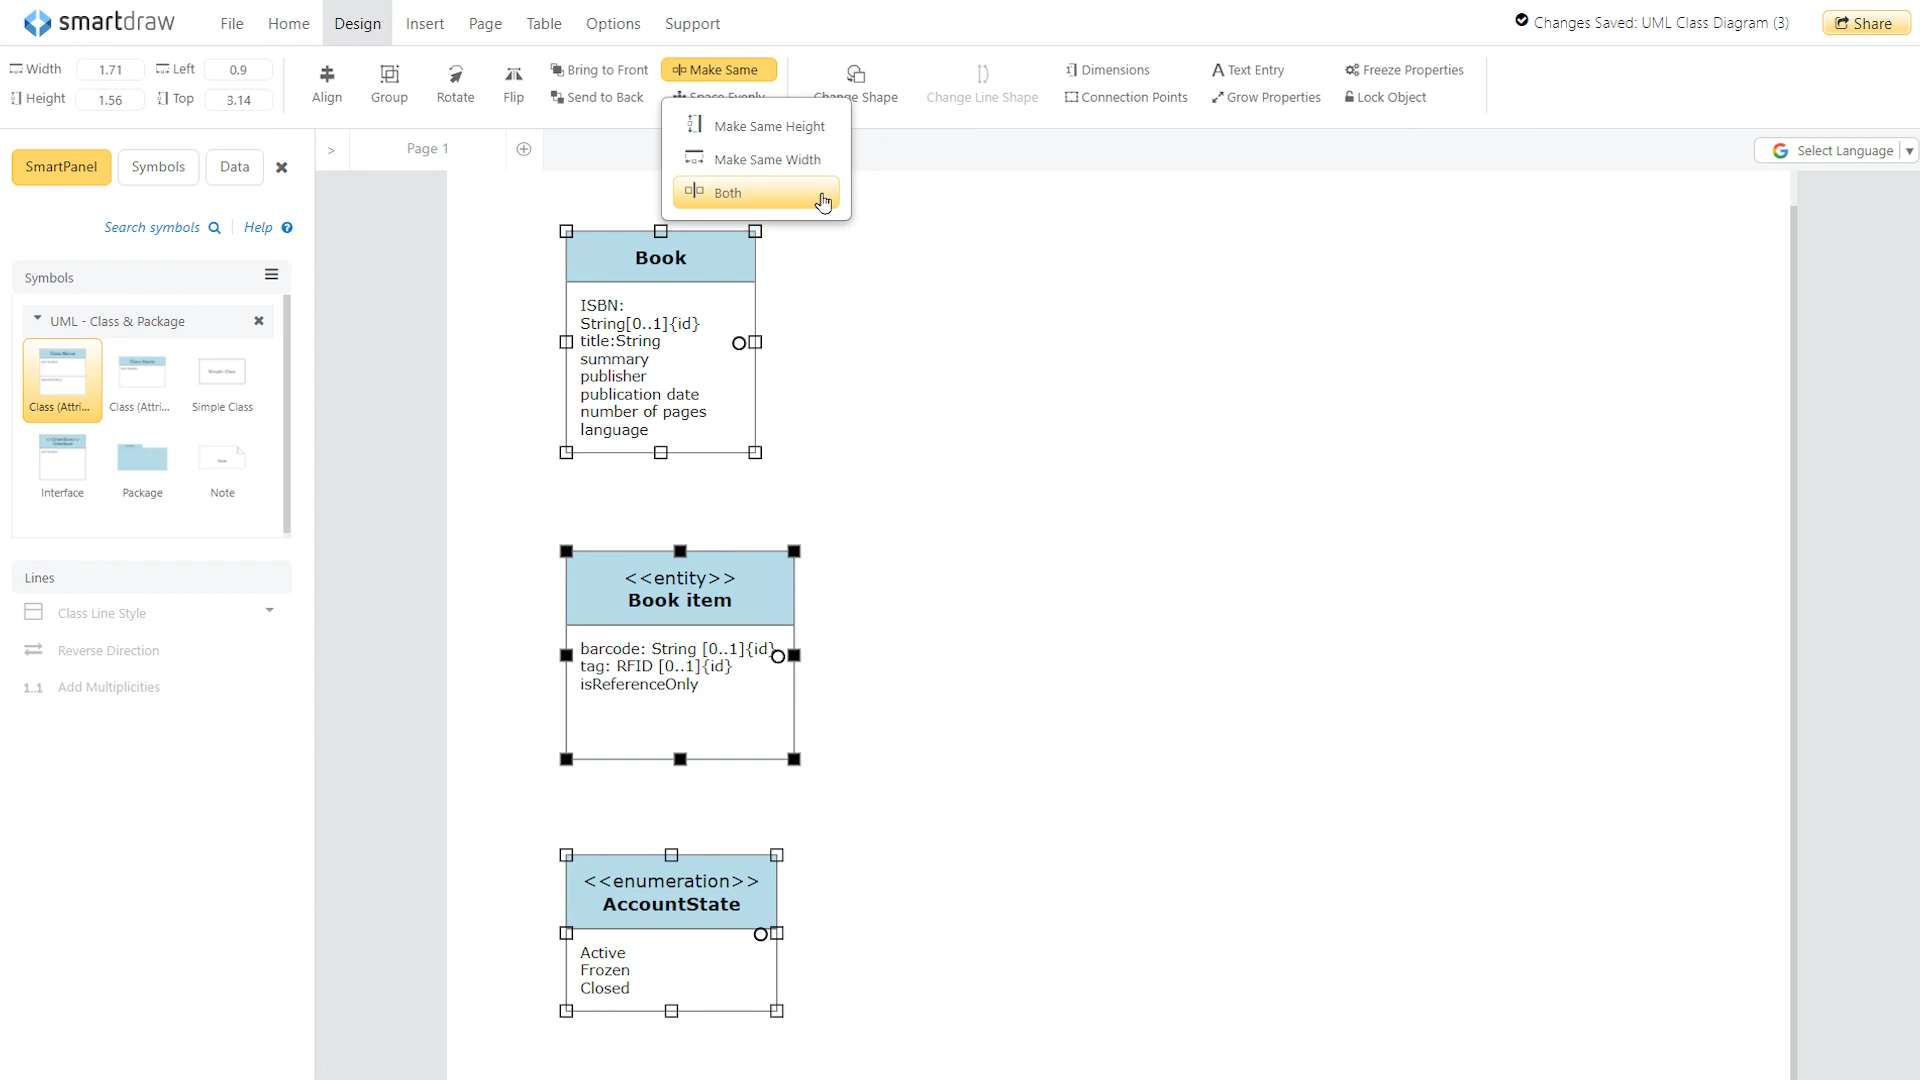 smartdraw
File Home Design Insert Page Table Options Support
Changes Saved: UML Class Diagram (3)
Share
Width 1.71 Left 0.9
Height 1.56 Top 3.14
Align Group Rotate Flip
Bring to Front Make Same
Send to Back Space Evenly
Change Shape Change Line Shape
Dimensions Text Entry Freeze Properties
Connection Points Grow Properties Lock Object
Make Same Height
Make Same Width
Both
SmartPanel Symbols Data
> Page 1
Select Language
Search symbols Help ?
Symbols
UML - Class & Package
Class (Attri... Class (Attri... Simple Class
Interface Package Note
Lines
Class Line Style
Reverse Direction
1..1 Add Multiplicities
Book
ISBN:
String[0..1]{id}
title:String
summary
publisher
publication date
number of pages
language
<<entity>>
Book item
barcode: String [0..1]{id}
tag: RFID [0..1]{id}
isReferenceOnly
<<enumeration>>
AccountState
Active
Frozen
Closed